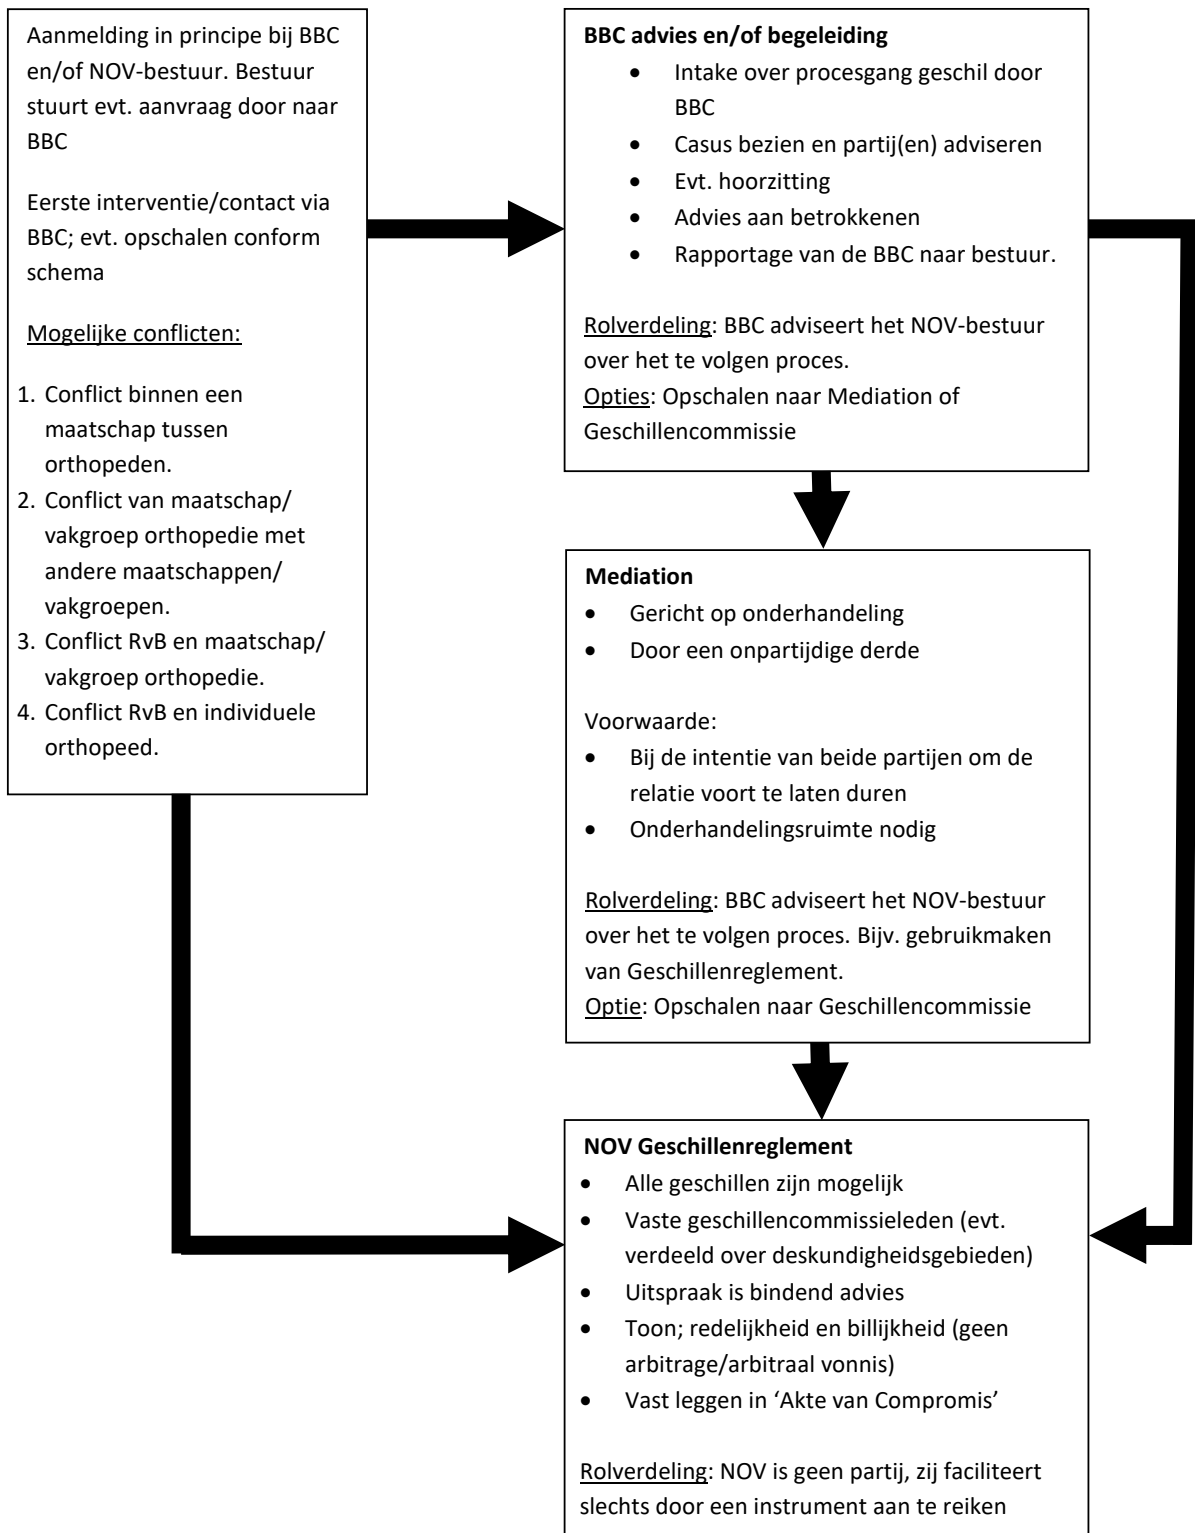 Aanmelding in principe bij BBC
en/of NOV-bestuur. Bestuur
stuurt evt. aanvraag door naar
BBC
Eerste interventie/contact via
BBC; evt. opschalen conform
schema
Mogelijke conflicten:
1. Conflict binnen een
maatschap tussen
orthopeden.
2. Conflict van maatschap/
vakgroep orthopedie met
andere maatschappen/
vakgroepen.
3. Conflict RvB en maatschap/
vakgroep orthopedie.
4. Conflict RvB en individuele
orthopeed.
BBC advies en/of begeleiding
• Intake over procesgang geschil door
BBC
• Casus bezien en partij(en) adviseren
• Evt. hoorzitting
• Advies aan betrokkenen
• Rapportage van de BBC naar bestuur.
Rolverdeling: BBC adviseert het NOV-bestuur
over het te volgen proces.
Opties: Opschalen naar Mediation of
Geschillencommissie
Mediation
• Gericht op onderhandeling
• Door een onpartijdige derde
Voorwaarde:
• Bij de intentie van beide partijen om de
relatie voort te laten duren
• Onderhandelingsruimte nodig
Rolverdeling: BBC adviseert het NOV-bestuur
over het te volgen proces. Bijv. gebruikmaken
van Geschillenreglement.
Optie: Opschalen naar Geschillencommissie
NOV Geschillenreglement
• Alle geschillen zijn mogelijk
• Vaste geschillencommissieleden (evt.
verdeeld over deskundigheidsgebieden)
• Uitspraak is bindend advies
• Toon; redelijkheid en billijkheid (geen
arbitrage/arbitraal vonnis)
• Vast leggen in ‘Akte van Compromis’
Rolverdeling: NOV is geen partij, zij faciliteert
slechts door een instrument aan te reiken